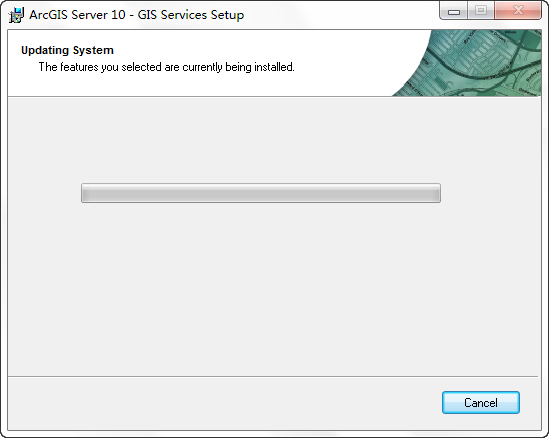 ArcGIS Server 10 - GIS Services Setup
Updating System
The features you selected are currently being installed.
Cancel